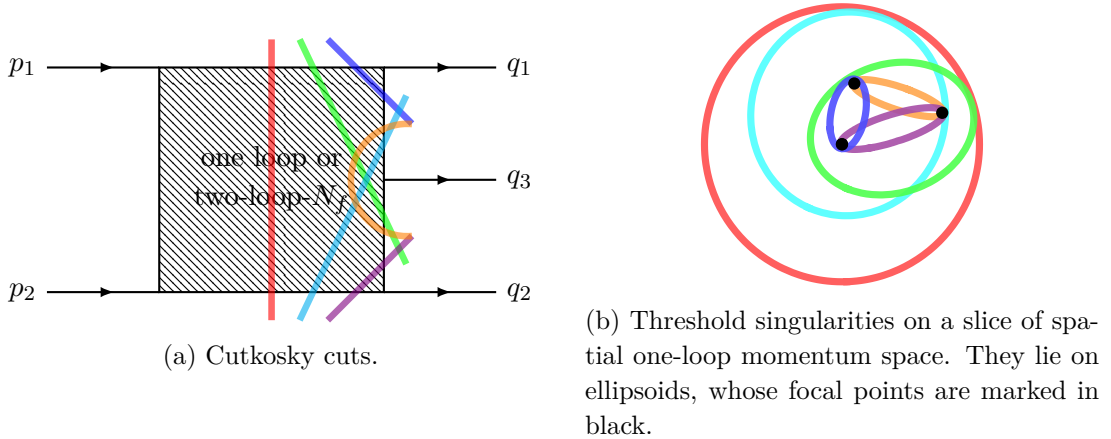 p₁
q₁
one loop or
two-loop-N_f
q₃
p₂
q₂
(a) Cutkosky cuts.
(b) Threshold singularities on a slice of spa-
tial one-loop momentum space. They lie on
ellipsoids, whose focal points are marked in
black.